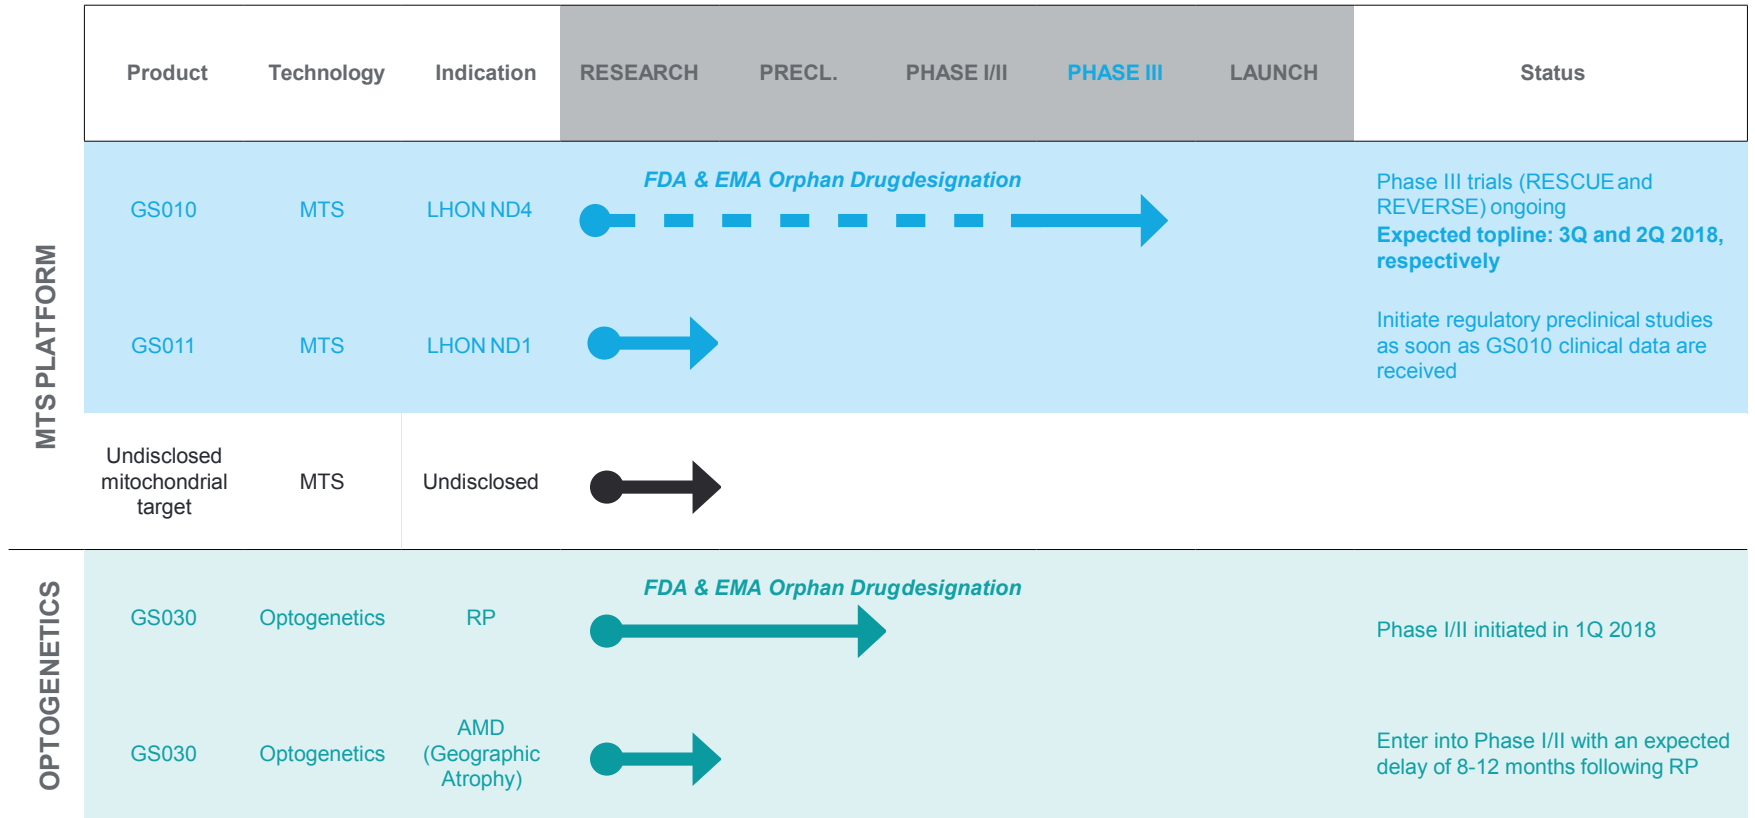 Product
Technology
Indication
RESEARCH
PRECL.
PHASE I/II
PHASE III
LAUNCH
Status
MTS PLATFORM
GS010
MTS
LHON ND4
FDA & EMA Orphan Drugdesignation
Phase III trials (RESCUE and
REVERSE) ongoing
Expected topline: 3Q and 2Q 2018,
respectively
GS011
MTS
LHON ND1
Initiate regulatory preclinical studies
as soon as GS010 clinical data are
received
Undisclosed
mitochondrial
target
MTS
Undisclosed
OPTOGENETICS
GS030
Optogenetics
RP
FDA & EMA Orphan Drugdesignation
Phase I/II initiated in 1Q 2018
GS030
Optogenetics
AMD
(Geographic
Atrophy)
Enter into Phase I/II with an expected
delay of 8-12 months following RP